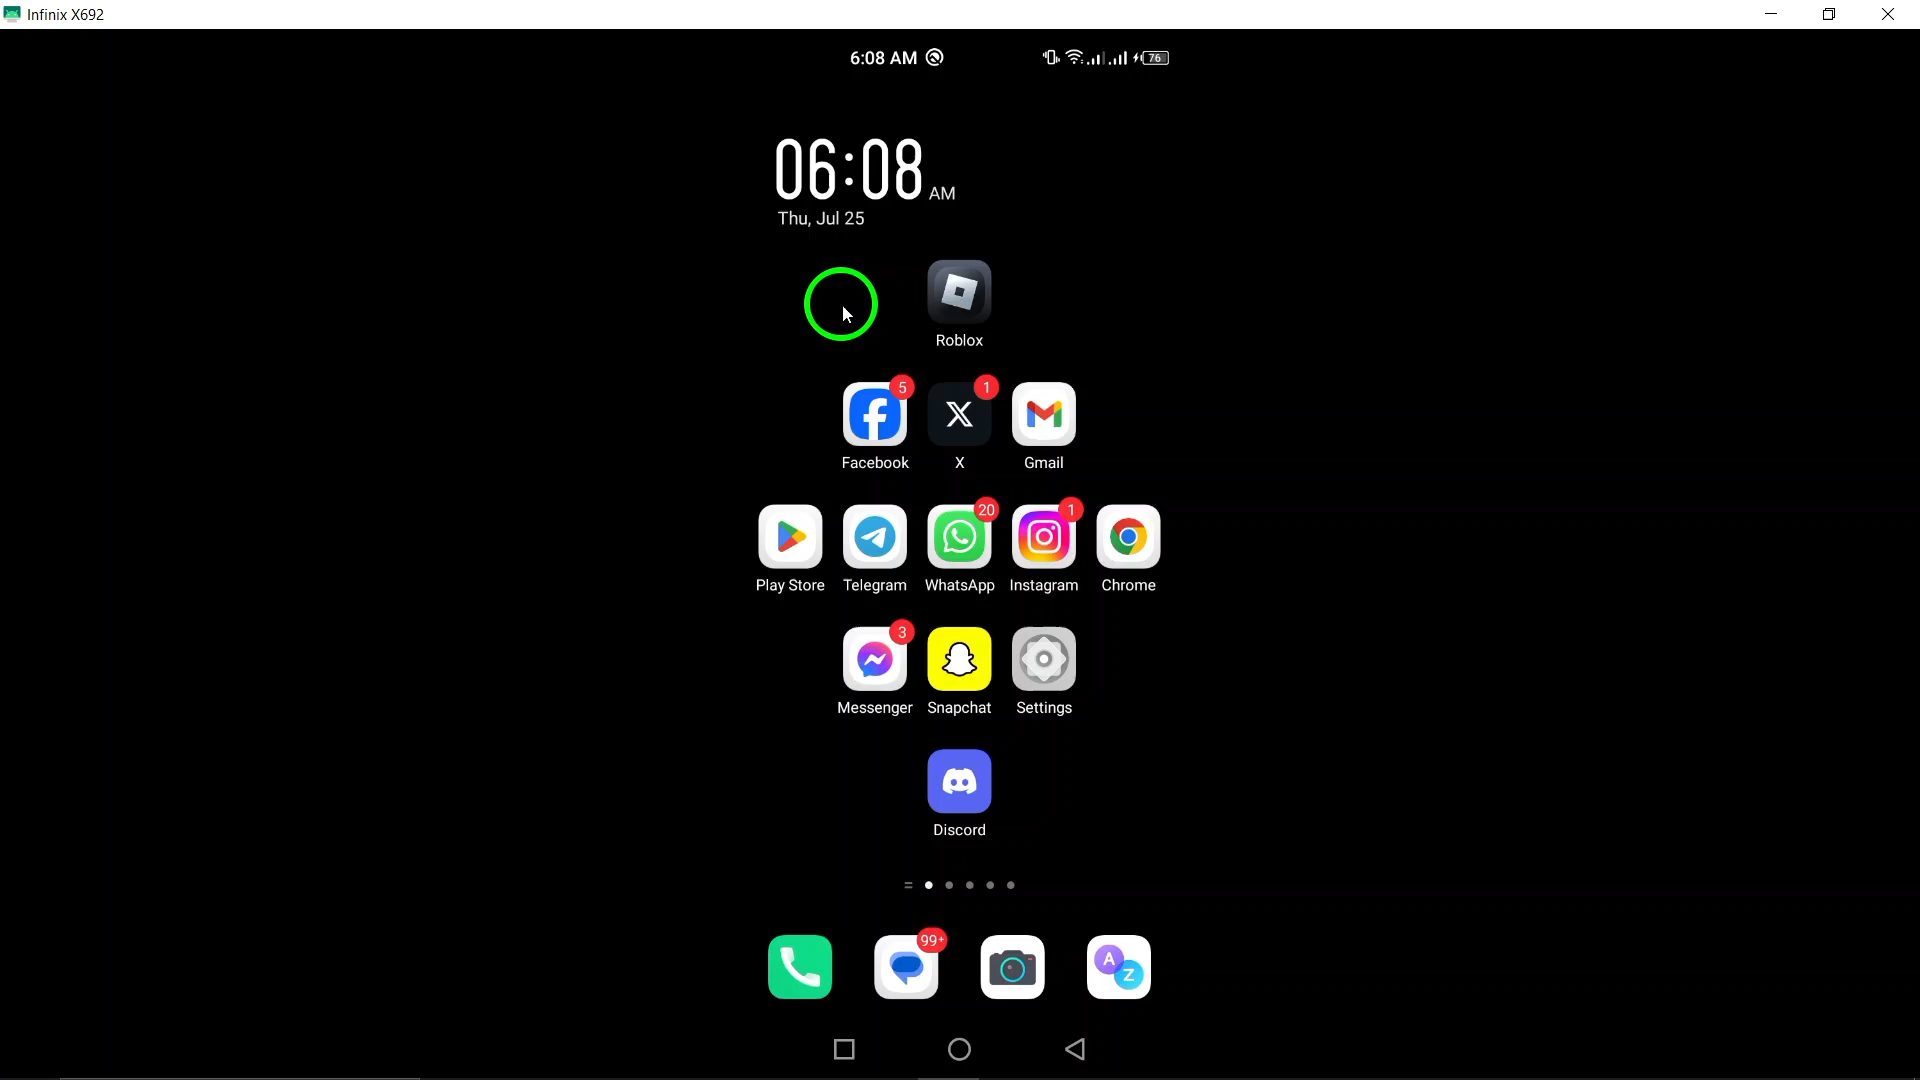 Infinix X692
6:08 AM
76
06:08 AM
Thu, Jul 25
Roblox
5
1
Facebook
X
Gmail
20
1
Play Store
Telegram
WhatsApp
Instagram
Chrome
3
Messenger
Snapchat
Settings
Discord
99+
A
Z